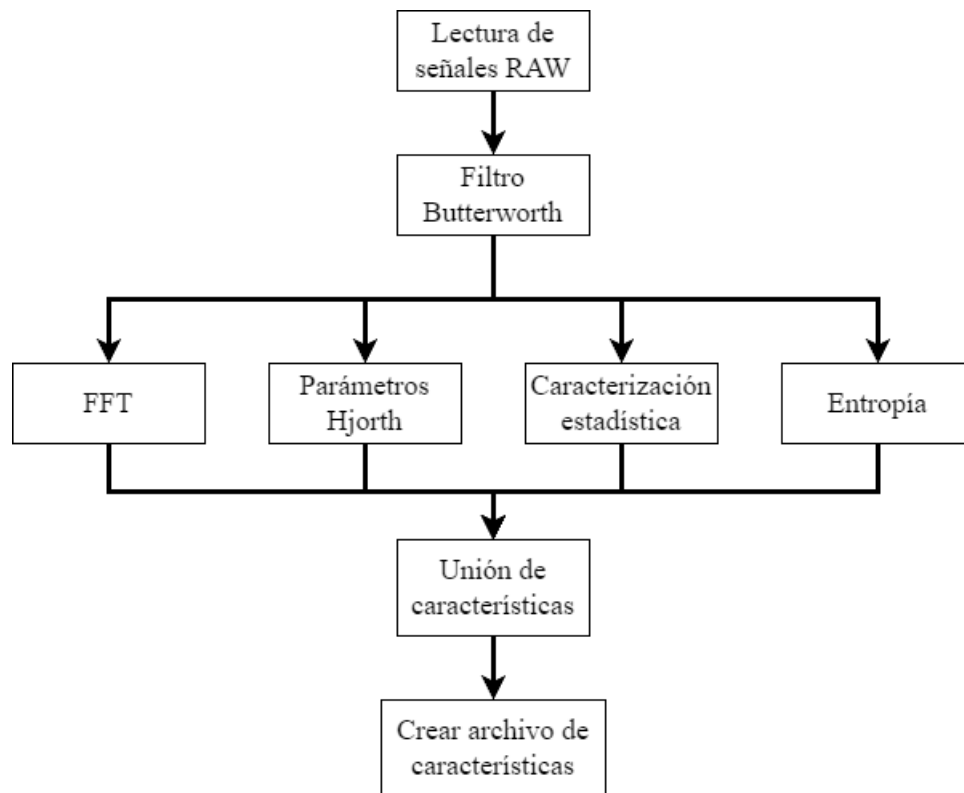 Lectura de
señales RAW
Filtro
Butterworth
FFT
Parámetros
Hjorth
Caracterización
estadística
Entropía
Unión de
características
Crear archivo de
características